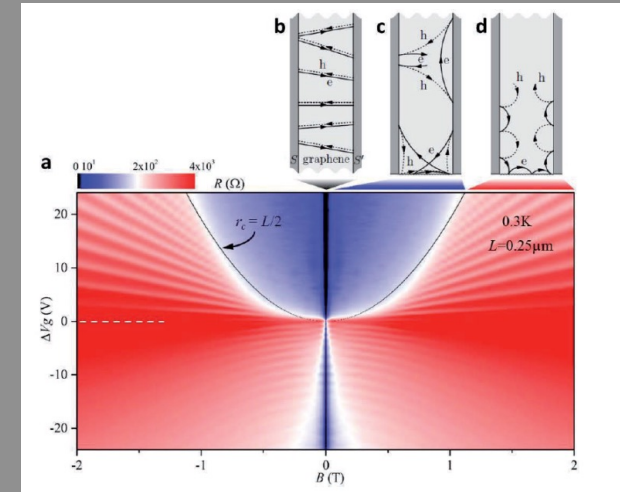 b c d
h e
S graphene S'
h e e h
h h
e
a
0 10¹ 2x10² 4x10³
R (Ω)
r_c = L/2
0.3K
L=0.25µm
ΔVg (V)
20
10
0
-10
-20
-2 -1 0 1 2
B (T)